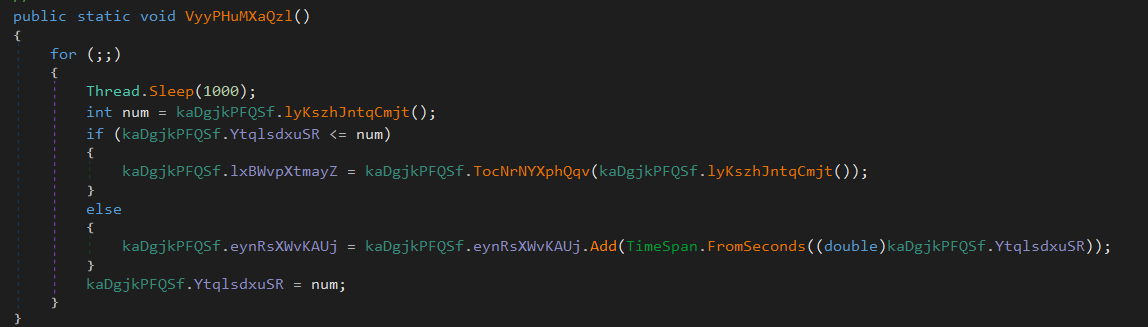 public static void VyyPHuMXaQzl()
{
for (;;)
{
Thread.Sleep(1000);
int num = kaDgjkPFQSf.lyKszhJntqCmjt();
if (kaDgjkPFQSf.YtqlsdxuSR <= num)
{
kaDgjkPFQSf.lxBWvpXtmayZ = kaDgjkPFQSf.TocNrNYXphQqv(kaDgjkPFQSf.lyKszhJntqCmjt());
}
else
{
kaDgjkPFQSf.eynRsXWvKAUj = kaDgjkPFQSf.eynRsXWvKAUj.Add(TimeSpan.FromSeconds((double)kaDgjkPFQSf.YtqlsdxuSR));
}
kaDgjkPFQSf.YtqlsdxuSR = num;
}
}